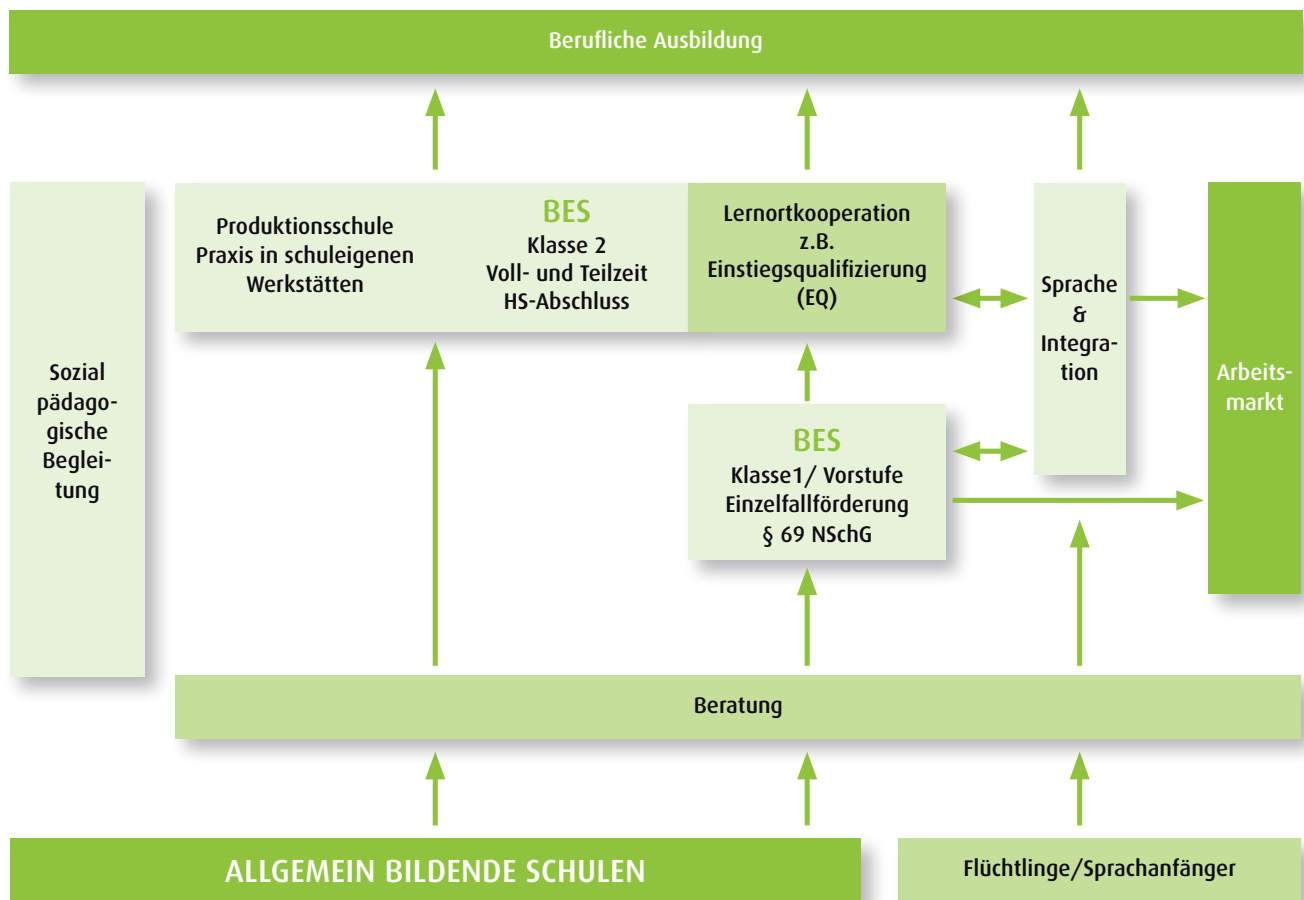 Berufliche Ausbildung
Sozial
pädago-
gische
Beglei-
tung
Produktionsschule
Praxis in schuleigenen
Werkstätten
BES
Klasse 2
Voll- und Teilzeit
HS-Abschluss
Lernortkooperation
z.B.
Einstiegsqualifizierung
(EQ)
Sprache
&
Integra-
tion
Arbeits-
markt
BES
Klasse1/ Vorstufe
Einzelfallförderung
§ 69 NSchG
Beratung
ALLGEMEIN BILDENDE SCHULEN
Flüchtlinge/Sprachanfänger